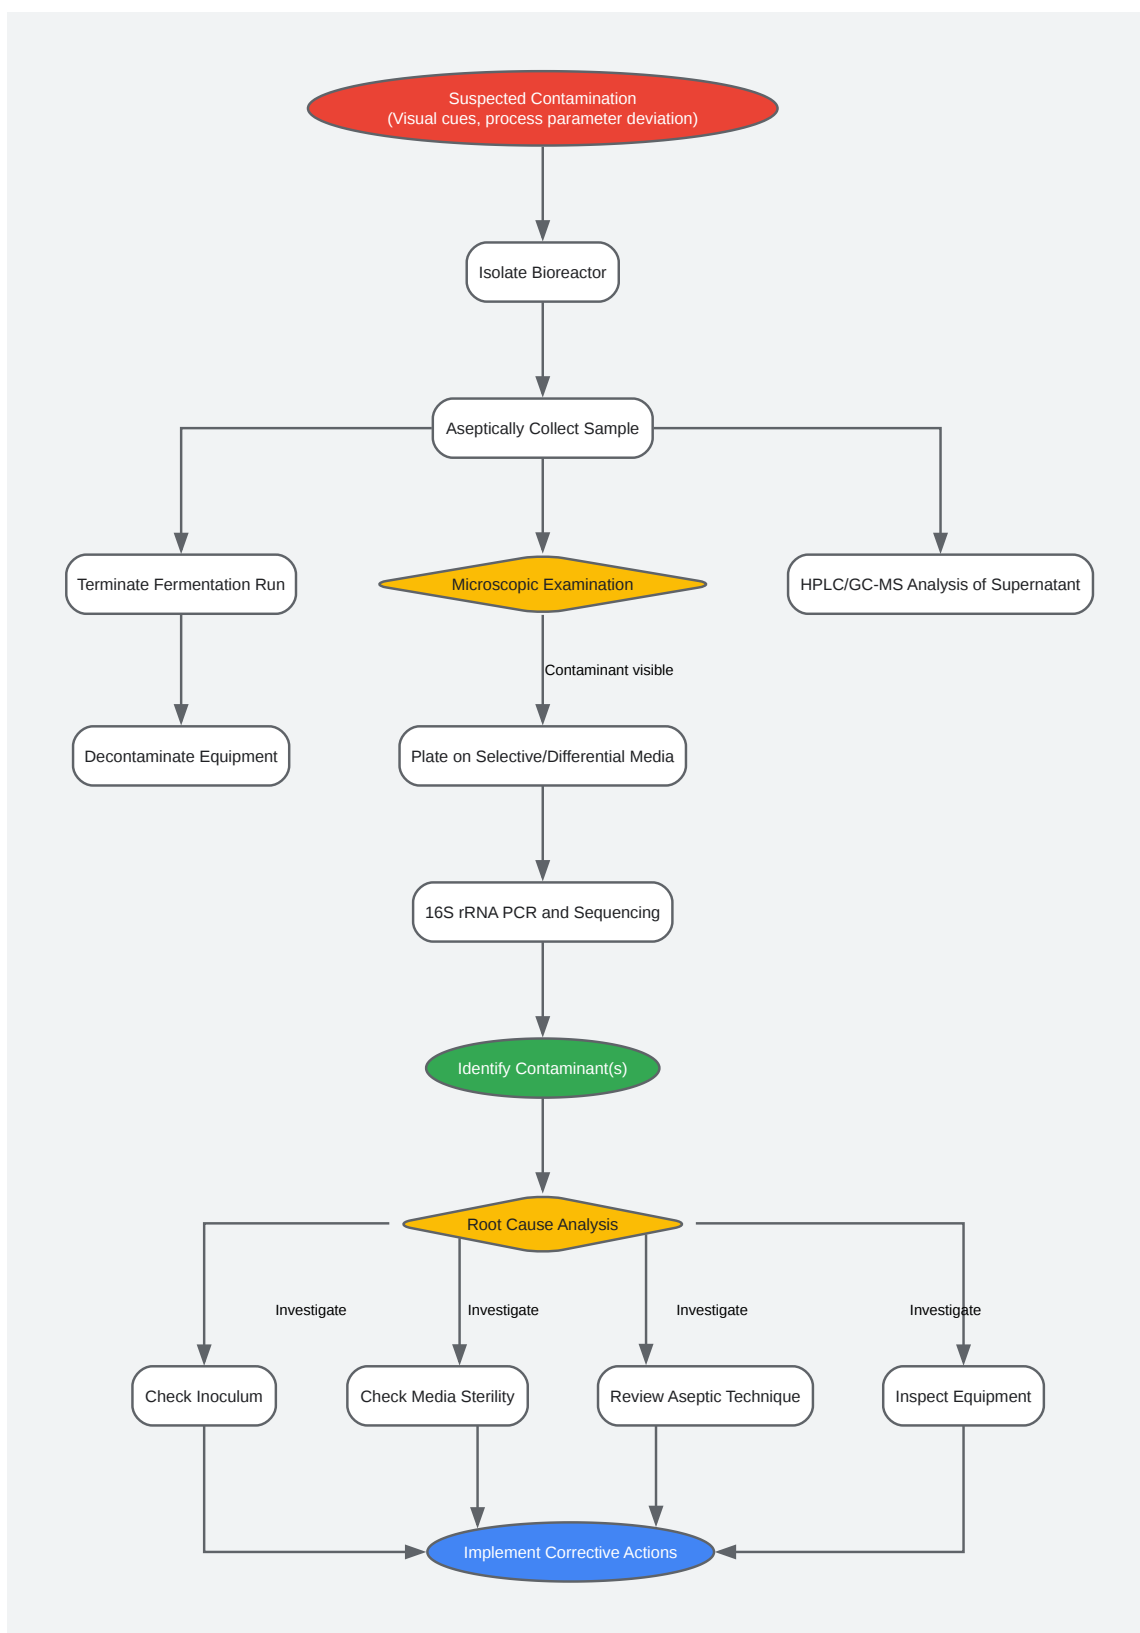 Suspected Contamination
(Visual cues, process parameter deviation)
Isolate Bioreactor
Aseptically Collect Sample
Terminate Fermentation Run
Microscopic Examination
HPLC/GC-MS Analysis of Supernatant
Contaminant visible
Decontaminate Equipment
Plate on Selective/Differential Media
16S rRNA PCR and Sequencing
Identify Contaminant(s)
Root Cause Analysis
Investigate
Investigate
Investigate
Investigate
Check Inoculum
Check Media Sterility
Review Aseptic Technique
Inspect Equipment
Implement Corrective Actions